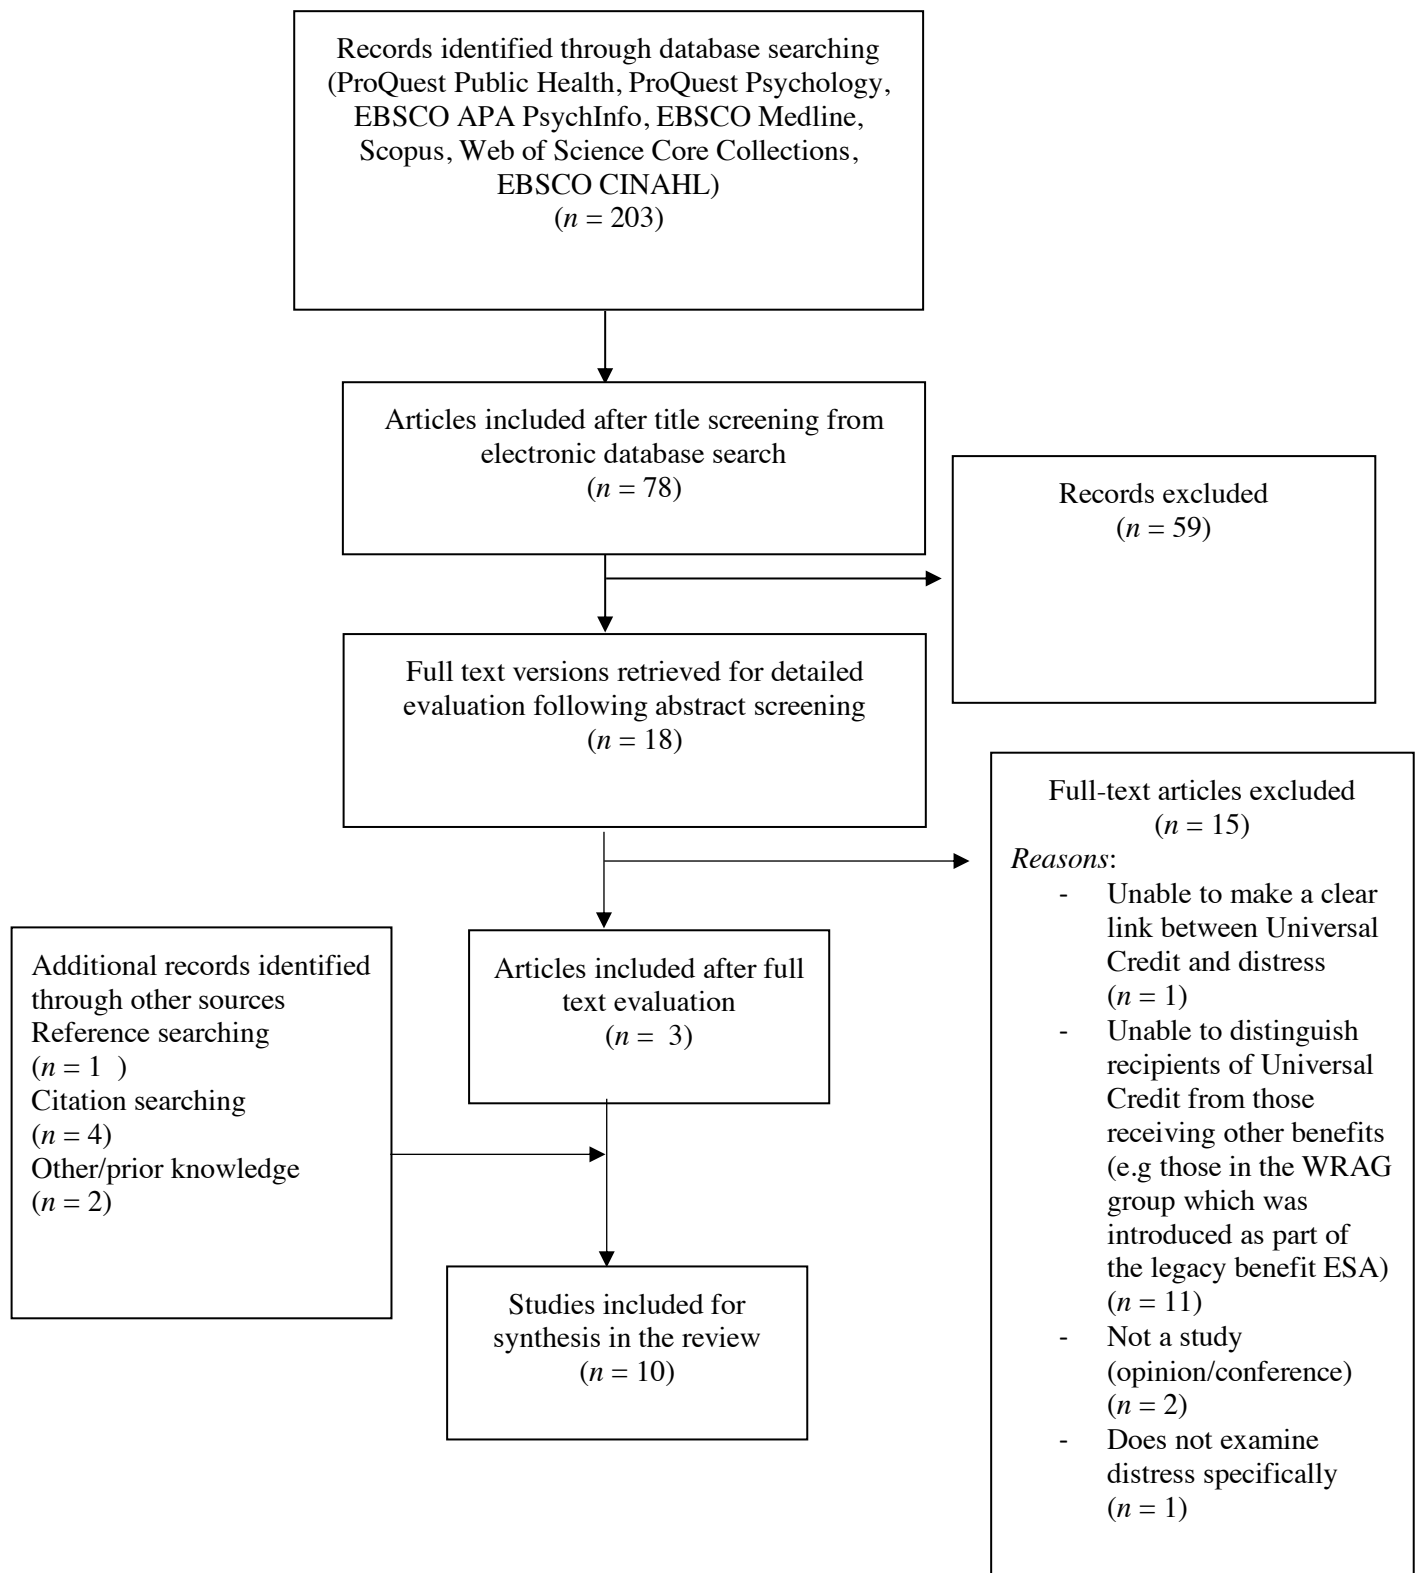 Records identified through database searching
(ProQuest Public Health, ProQuest Psychology,
EBSCO APA PsychInfo, EBSCO Medline,
Scopus, Web of Science Core Collections,
EBSCO CINAHL)
(n = 203)
Articles included after title screening from
electronic database search
(n = 78)
Records excluded
(n = 59)
Full text versions retrieved for detailed
evaluation following abstract screening
(n = 18)
Full-text articles excluded
(n = 15)
Reasons:
- Unable to make a clear
link between Universal
Credit and distress
(n = 1)
- Unable to distinguish
recipients of Universal
Credit from those
receiving other benefits
(e.g those in the WRAG
group which was
introduced as part of
the legacy benefit ESA)
(n = 11)
- Not a study
(opinion/conference)
(n = 2)
- Does not examine
distress specifically
(n = 1)
Additional records identified
through other sources
Reference searching
(n = 1  )
Citation searching
(n = 4)
Other/prior knowledge
(n = 2)
Articles included after full
text evaluation
(n =  3)
Studies included for
synthesis in the review
(n = 10)